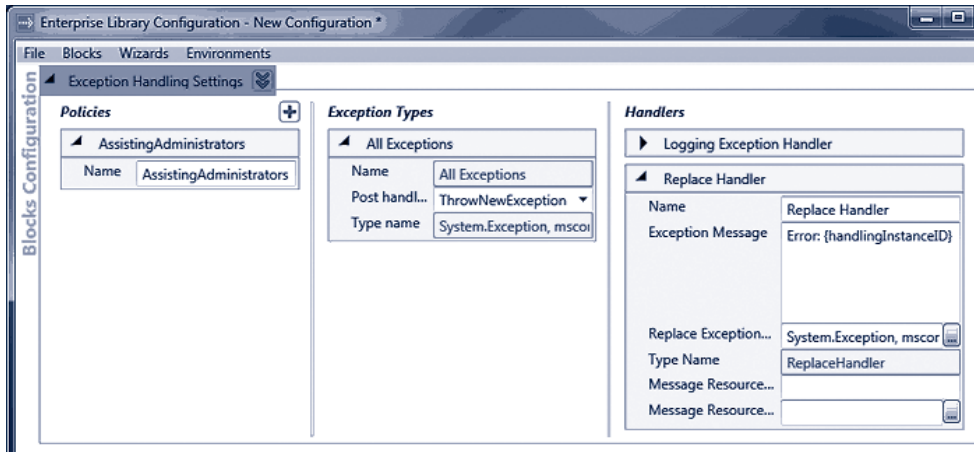 Enterprise Library Configuration - New Configuration *
File Blocks Wizards Environments
Blocks Configuration
Exception Handling Settings
Policies
AssistingAdministrators
Name AssistingAdministrators
Exception Types
All Exceptions
Name All Exceptions
Post handl... ThrowNewException
Type name System.Exception, mscor
Handlers
Logging Exception Handler
Replace Handler
Name Replace Handler
Exception Message Error: {handlingInstanceID}
Replace Exception... System.Exception, mscor
Type Name ReplaceHandler
Message Resource...
Message Resource...